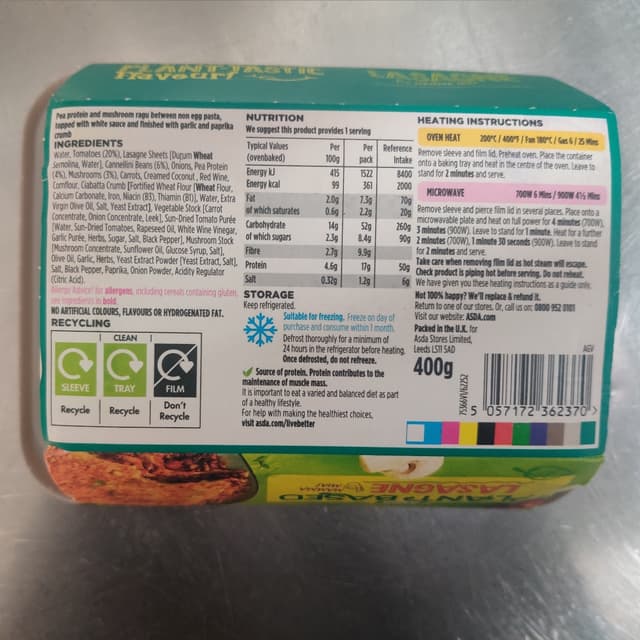 PLANT-TASTIC
flavour!
LASAGNE
Pea protein and mushroom ragu between non egg pasta,
topped with white sauce and finished with garlic and paprika
crumb
INGREDIENTS
Water, Tomatoes (20%), Lasagne Sheets [Durum Wheat
Semolina, Water], Cannellini Beans (6%), Onions, Pea Protein
(4%), Mushrooms (3%), Carrots, Creamed Coconut, Red Wine,
Cornflour, Ciabatta Crumb [Fortified Wheat Flour [Wheat Flour,
Calcium Carbonate, Iron, Niacin (B3), Thiamin (B1)], Water, Extra
Virgin Olive Oil, Salt, Yeast Extract], Vegetable Stock [Carrot
Concentrate, Onion Concentrate, Leek], Sun-Dried Tomato Purée
[Water, Sun-Dried Tomatoes, Rapeseed Oil, White Wine Vinegar,
Garlic Purée, Herbs, Sugar, Salt, Black Pepper], Mushroom Stock
[Mushroom Concentrate, Sunflower Oil, Glucose Syrup, Salt],
Olive Oil, Garlic, Herbs, Yeast Extract Powder [Yeast Extract, Salt],
Salt, Black Pepper, Paprika, Onion Powder, Acidity Regulator
(Citric Acid).
Allergy Advice! For allergens, including cereals containing gluten,
see ingredients in bold.
NO ARTIFICIAL COLOURS, FLAVOURS OR HYDROGENATED FAT.
RECYCLING
CLEAN
SLEEVE TRAY FILM
Recycle Recycle Don't
Recycle
NUTRITION
We suggest this product provides 1 serving
Typical Values Per Per Reference
(ovenbaked) 100g pack Intake
Energy kJ 415 1522 8400
Energy kcal 99 361 2000
Fat 2.0g 7.3g 70g
of which saturates 0.6g 2.2g 20g
Carbohydrate 14g 52g 260g
of which sugars 2.3g 8.4g 90g
Fibre 2.7g 9.9g
Protein 4.6g 17g 50g
Salt 0.32g 1.2g 6g
STORAGE
Keep refrigerated.
Suitable for freezing. Freeze on day of
purchase and consume within 1 month.
Defrost thoroughly for a minimum of
24 hours in the refrigerator before heating.
Once defrosted, do not refreeze.
Source of protein. Protein contributes to the
maintenance of muscle mass.
It is important to eat a varied and balanced diet as part
of a healthy lifestyle.
For help with making the healthiest choices,
visit asda.com/livebetter
HEATING INSTRUCTIONS
OVEN HEAT 200°C / 400°F / Fan 180°C / Gas 6 / 25 Mins
Remove sleeve and film lid. Preheat oven. Place the container
onto a baking tray and heat in the centre of the oven. Leave to
stand for 2 minutes and serve.
MICROWAVE 700W 6 Mins / 900W 4½ Mins
Remove sleeve and pierce film lid in several places. Place onto a
microwavable plate and heat on full power for 4 minutes (700W),
3 minutes (900W). Leave to stand for 1 minute. Heat for a further
2 minutes (700W), 1 minute 30 seconds (900W). Leave to stand
for 2 minutes and serve.
Take care when removing film lid as hot steam will escape.
Check product is piping hot before serving. Do not reheat.
We have given these heating instructions as a guide only.
Not 100% happy? We'll replace & refund it.
Return to one of our stores. Or, call us on: 0800 952 0101
Visit our website: ASDA.com
Packed in the U.K. for
Asda Stores Limited,
Leeds LS11 5AD
AGV
400g
5 057172 362370 >
PLANT-BASED
LASAGNE